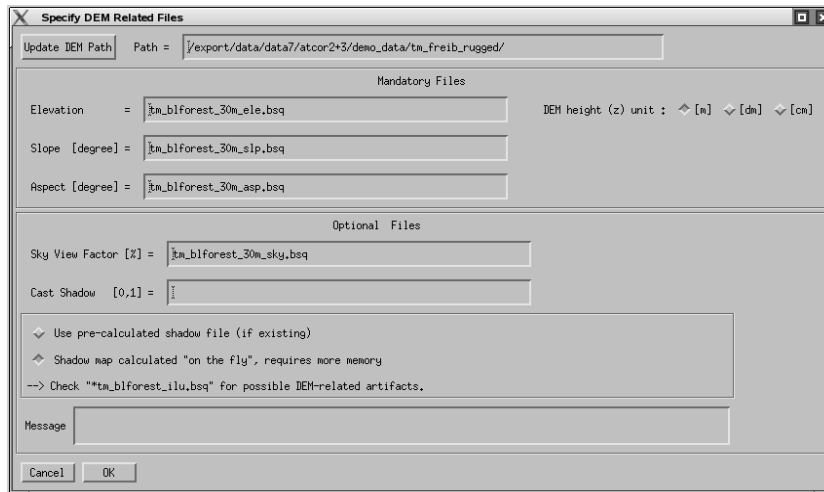 Specify DEM Related Files
Update DEM Path Path = /export/data/data7/atcor2+3/demo_data/tm_freib_rugged/
Mandatory Files
Elevation = tm_blforest_30m_ele.bsq DEM height (z) unit : [m] [dm] [cm]
Slope [degree] = tm_blforest_30m_slp.bsq
Aspect [degree] = tm_blforest_30m_asp.bsq
Optional Files
Sky View Factor [%] = tm_blforest_30m_sky.bsq
Cast Shadow [0,1] =
Use pre-calculated shadow file (if existing)
Shadow map calculated "on the fly", requires more memory
--> Check "*tm_blforest_ilu.bsq" for possible DEM-related artifacts.
Message
Cancel OK